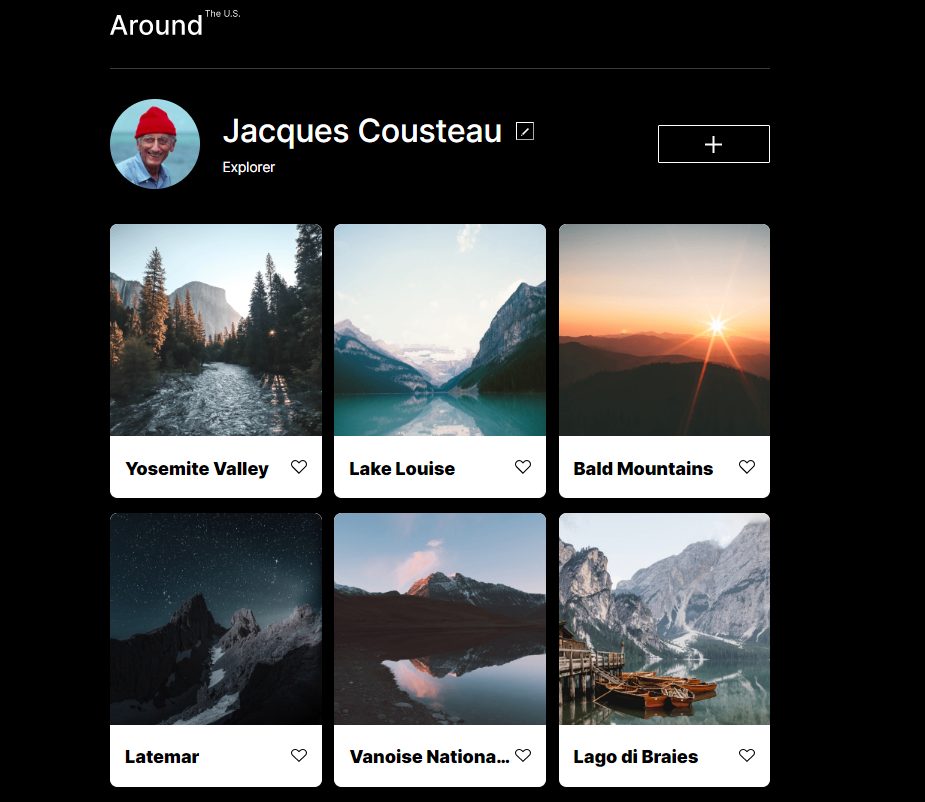 Around The U.S.
Jacques Cousteau
Explorer
Yosemite Valley
Lake Louise
Bald Mountains
Latemar
Vanoise Nationa...
Lago di Braies